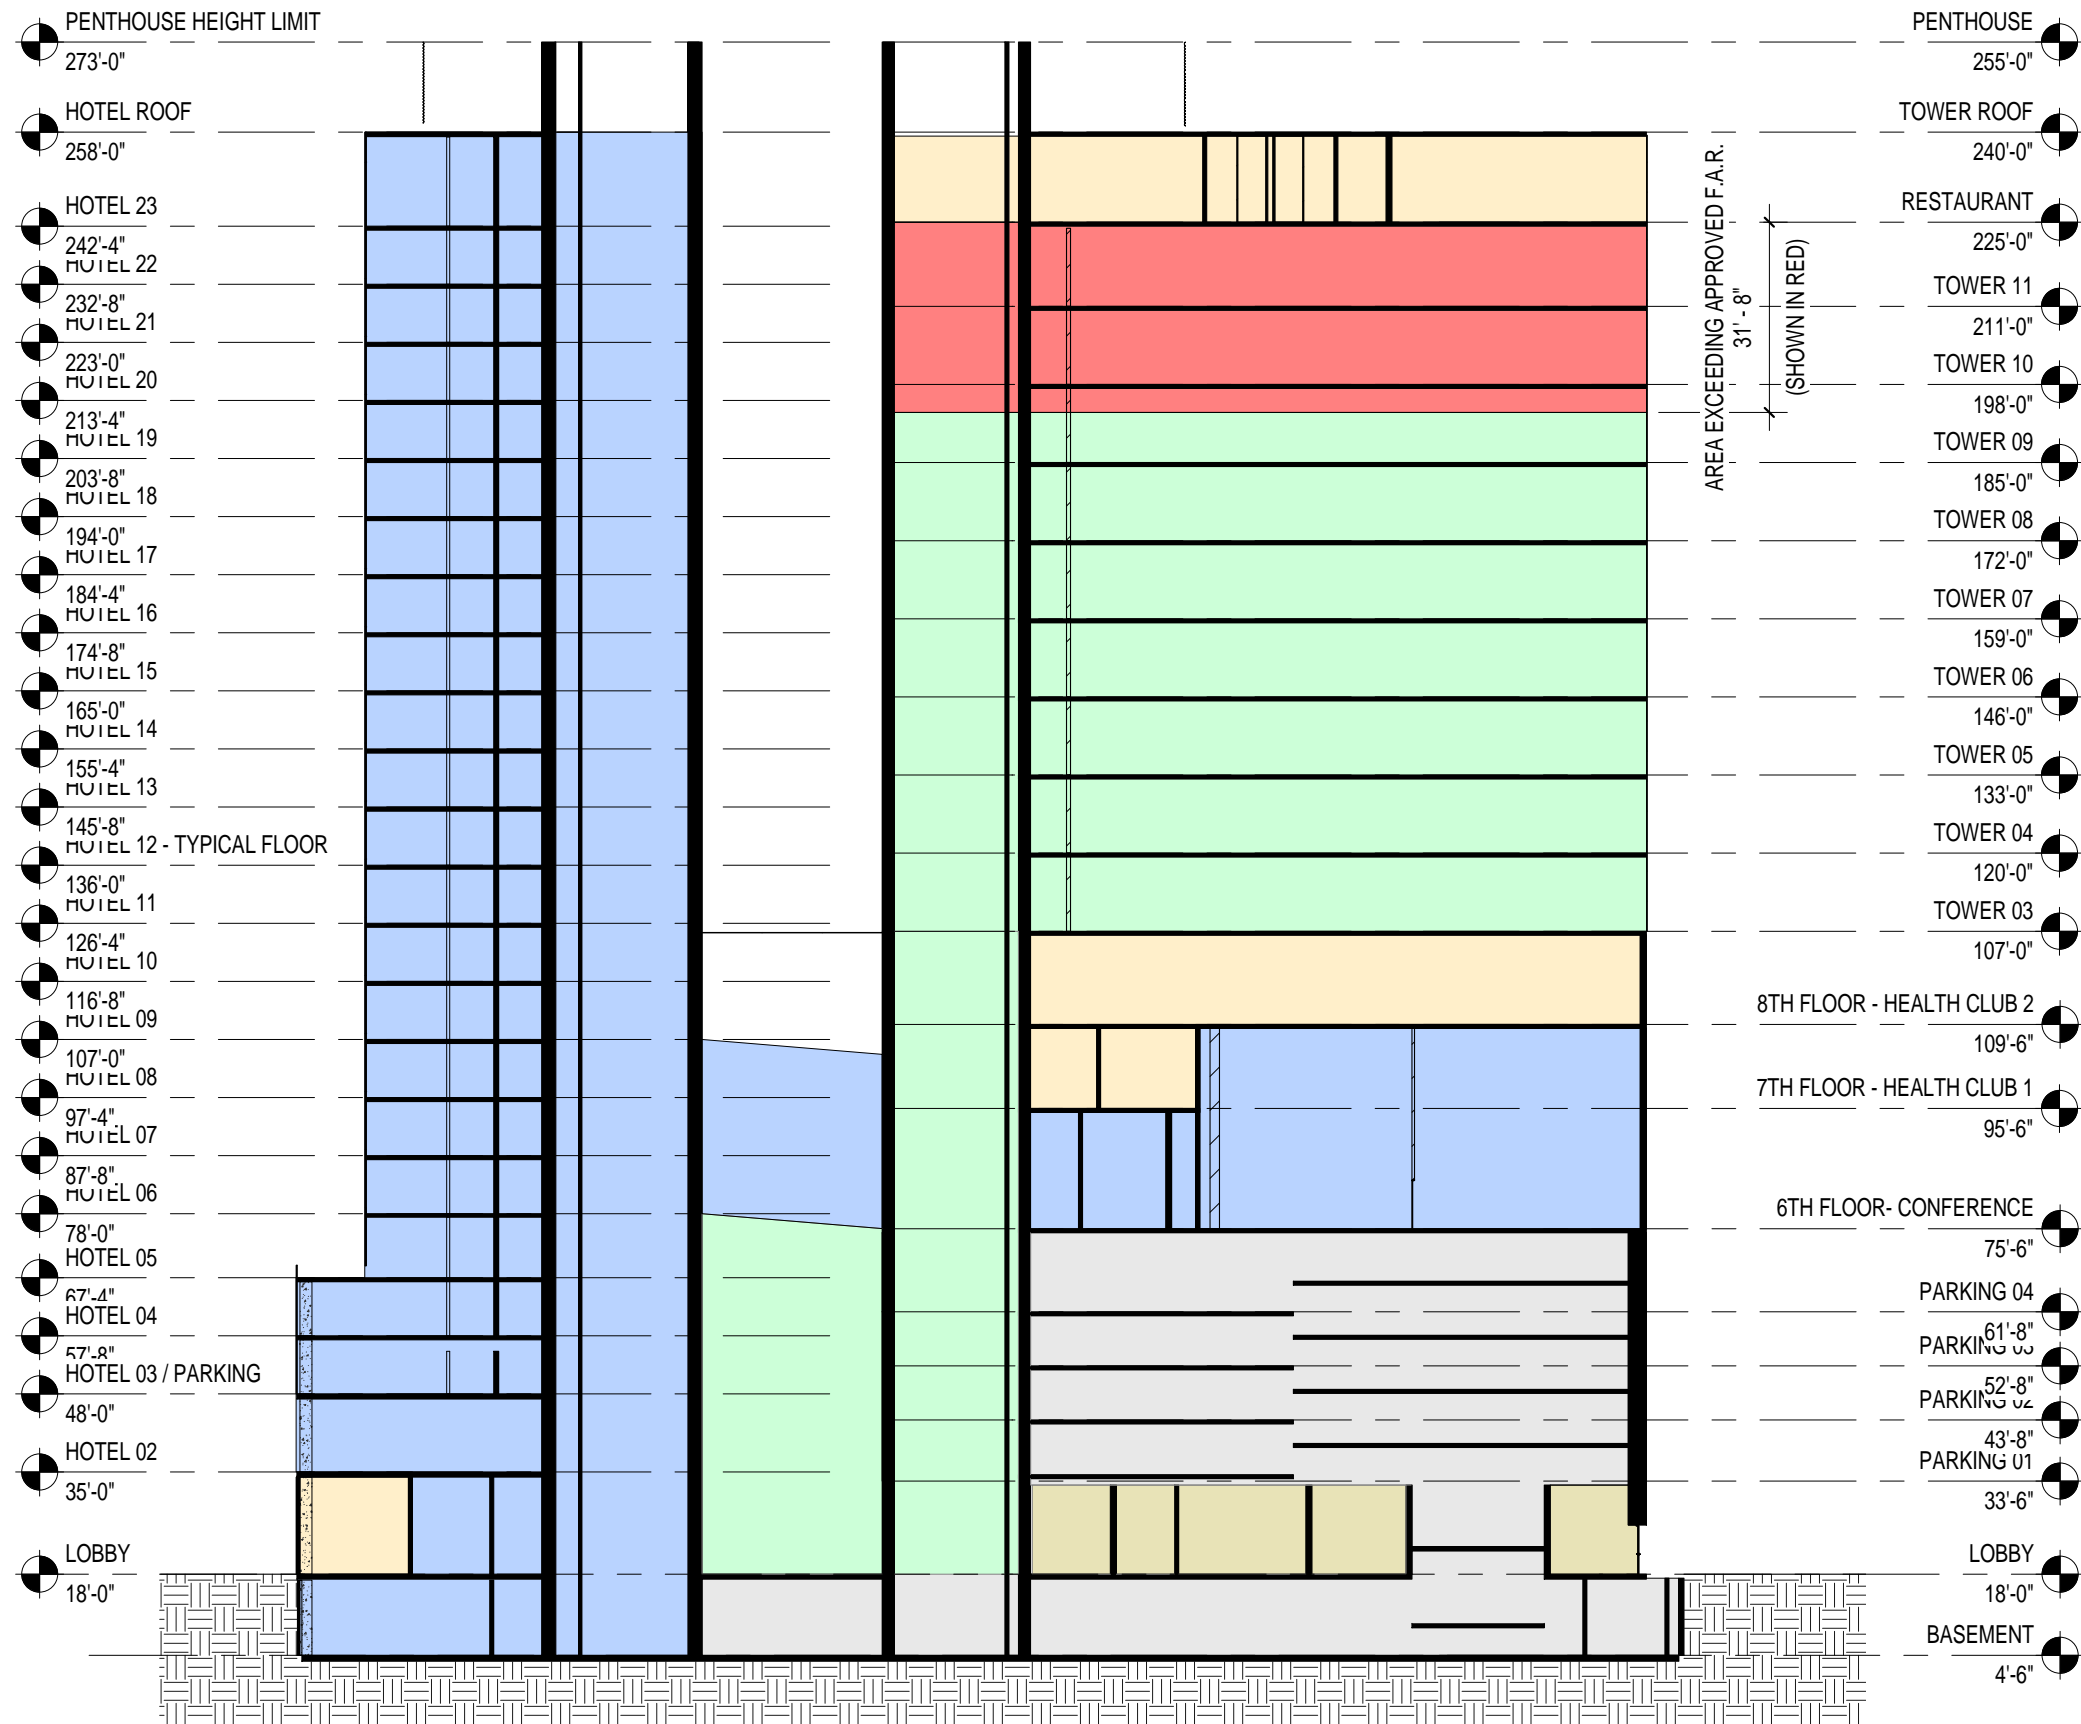 PENTHOUSE HEIGHT LIMIT
273'-0"
HOTEL ROOF
258'-0"
HOTEL 23
242'-4"
HOTEL 22
232'-8"
HOTEL 21
223'-0"
HOTEL 20
213'-4"
HOTEL 19
203'-8"
HOTEL 18
194'-0"
HOTEL 17
184'-4"
HOTEL 16
174'-8"
HOTEL 15
165'-0"
HOTEL 14
155'-4"
HOTEL 13
145'-8"
HOTEL 12 - TYPICAL FLOOR
136'-0"
HOTEL 11
126'-4"
HOTEL 10
116'-8"
HOTEL 09
107'-0"
HOTEL 08
97'-4"
HOTEL 07
87'-8"
HOTEL 06
78'-0"
HOTEL 05
67'-4"
HOTEL 04
57'-8"
HOTEL 03 / PARKING
48'-0"
HOTEL 02
35'-0"
LOBBY
18'-0"
AREA EXCEEDING APPROVED F.A.R.
31' - 8"
(SHOWN IN RED)
PENTHOUSE
255'-0"
TOWER ROOF
240'-0"
RESTAURANT
225'-0"
TOWER 11
211'-0"
TOWER 10
198'-0"
TOWER 09
185'-0"
TOWER 08
172'-0"
TOWER 07
159'-0"
TOWER 06
146'-0"
TOWER 05
133'-0"
TOWER 04
120'-0"
TOWER 03
107'-0"
8TH FLOOR - HEALTH CLUB 2
109'-6"
7TH FLOOR - HEALTH CLUB 1
95'-6"
6TH FLOOR- CONFERENCE
75'-6"
PARKING 04
61'-8"
PARKING 03
52'-8"
PARKING 02
43'-8"
PARKING 01
33'-6"
LOBBY
18'-0"
BASEMENT
4'-6"